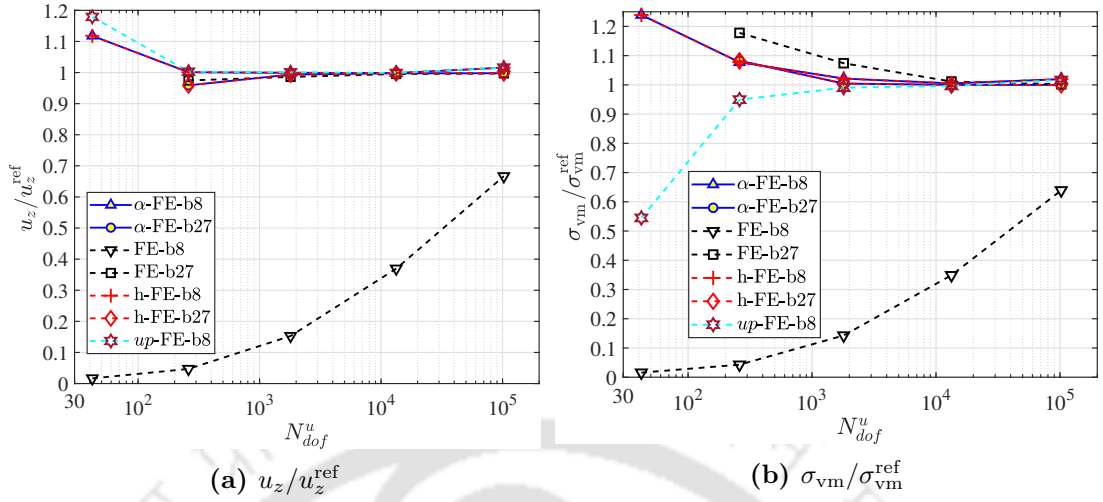 1.2
1.1
1
0.9
0.8
0.7
0.6
0.5
0.4
0.3
0.2
0.1
0
u_z/u_z^ref
α-FE-b8
α-FE-b27
FE-b8
FE-b27
h-FE-b8
h-FE-b27
up-FE-b8
30 10^2 10^3 10^4 10^5
N_dof^u
(a) u_z/u_z^ref
1.2
1.1
1
0.9
0.8
0.7
0.6
0.5
0.4
0.3
0.2
0.1
0
σ_vm/σ_vm^ref
α-FE-b8
α-FE-b27
FE-b8
FE-b27
h-FE-b8
h-FE-b27
up-FE-b8
30 10^2 10^3 10^4 10^5
N_dof^u
(b) σ_vm/σ_vm^ref